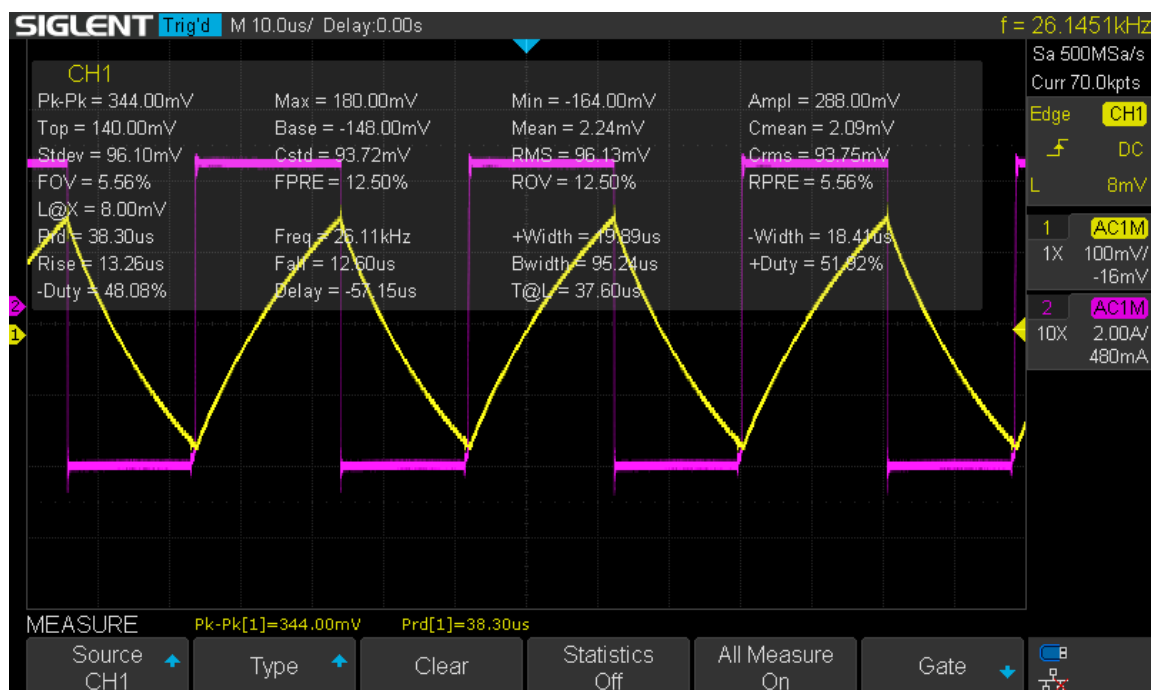 SIGLENT Trig'd M 10.0us/ Delay:0.00s f = 26.1451kHz
Sa 500MSa/s
Curr 70.0kpts
Edge CH1
DC
L 8mV
1 AC1M
1X 100mV/
-16mV
2 AC1M
10X 2.00A/
480mA
CH1
Pk-Pk = 344.00mV Max = 180.00mV Min = -164.00mV Ampl = 288.00mV
Top = 140.00mV Base = -148.00mV Mean = 2.24mV Cmean = 2.09mV
Stdev = 96.10mV Cstd = 93.72mV RMS = 96.13mV Crms = 93.75mV
FOV = 5.56% FPRE = 12.50% ROV = 12.50% RPRE = 5.56%
L@X = 8.00mV
Prd = 38.30us Freq = 26.11kHz +Width = 19.89us -Width = 18.41us
Rise = 13.26us Fall = 12.60us Bwidth = 95.24us +Duty = 51.92%
-Duty = 48.08% Delay = -57.15us T@L = 37.60us
2
1
MEASURE Pk-Pk[1]=344.00mV Prd[1]=38.30us
Source
CH1
Type
Clear
Statistics
Off
All Measure
On
Gate